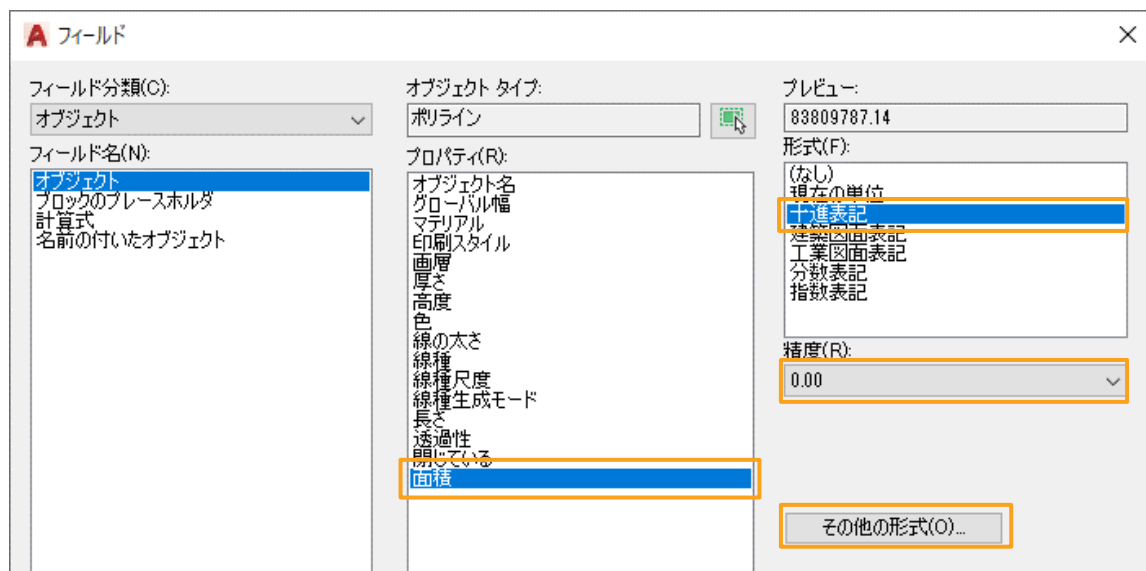 フィールド
フィールド分類(C):
オブジェクト
フィールド名(N):
オブジェクト
ブロックのプレースホルダ
計算式
名前の付いたオブジェクト
オブジェクト タイプ:
ポリライン
プロパティ(R):
オブジェクト名
グローバル幅
マテリアル
印刷スタイル
画層
厚さ
高度
色
線の太さ
線種
線種尺度
線種生成モード
長さ
透過性
閉じている
面積
プレビュー:
83809787.14
形式(F):
(なし)
現在の単位
十進表記
建築図面表記
工業図面表記
分数表記
指数表記
精度(R):
0.00
その他の形式(O)...